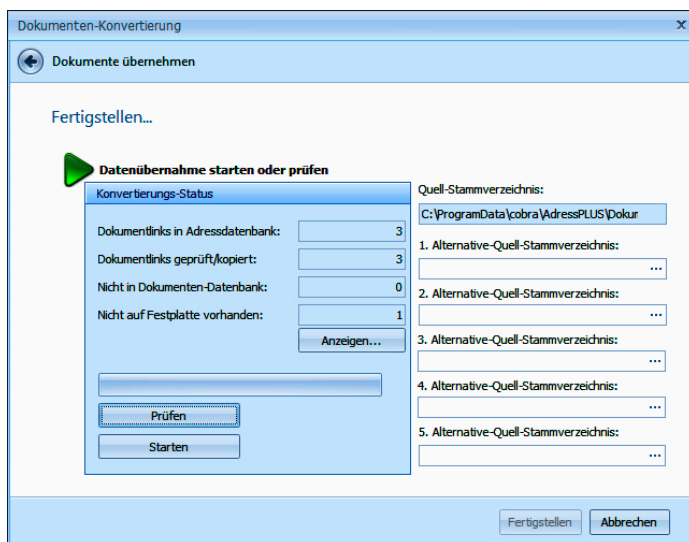 Dokumenten-Konvertierung x
Dokumente übernehmen
Fertigstellen...
Datenübernahme starten oder prüfen
Konvertierungs-Status
Dokumentlinks in Adressdatenbank: 3
Dokumentlinks geprüft/kopiert: 3
Nicht in Dokumenten-Datenbank: 0
Nicht auf Festplatte vorhanden: 1
Anzeigen...
Prüfen
Starten
Quell-Stammverzeichnis:
C:\ProgramData\cobra\AdressPLUS\Dokur
1. Alternative-Quell-Stammverzeichnis:
...
2. Alternative-Quell-Stammverzeichnis:
...
3. Alternative-Quell-Stammverzeichnis:
...
4. Alternative-Quell-Stammverzeichnis:
...
5. Alternative-Quell-Stammverzeichnis:
...
Fertigstellen Abbrechen